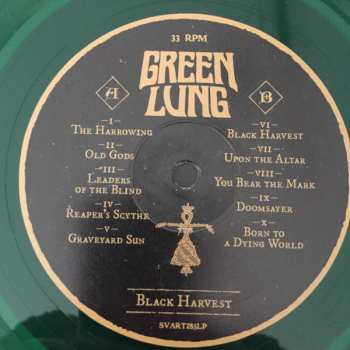 33 RPM
GREEN
LUNG
A
I
The Harrowing
II
Old Gods
III
Leaders
of the Blind
IV
Reaper's Scythe
V
Graveyard Sun
B
VI
Black Harvest
VII
Upon the Altar
VIII
You Bear the Mark
IX
Doomsayer
X
Born to
a Dying World
Black Harvest
SVART285LP